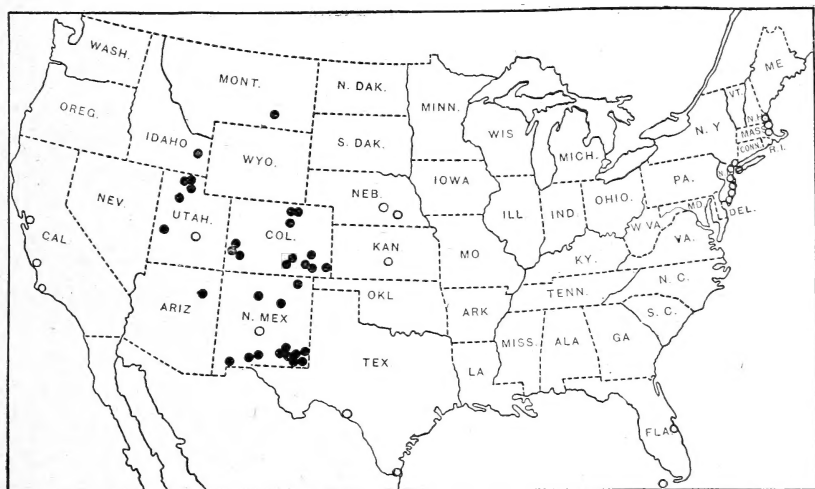 WASH.
MONT.
N. DAK.
MINN.
ME
VT.
N.H.
OREG.
IDAHO
S. DAK.
WIS
MICH.
N. Y
MASS
CONN.
R.I.
WYO.
NEB.
IOWA
PA.
N.J.
NEV.
UTAH.
COL.
ILL
IND.
OHIO.
MD.
DEL.
W VA.
VA.
CAL
KAN
MO
KY.
ARIZ
N. MEX
OKL
ARK
TENN.
N. C.
S. C.
MISS.
ALA
GA
TEX
LA
FLA